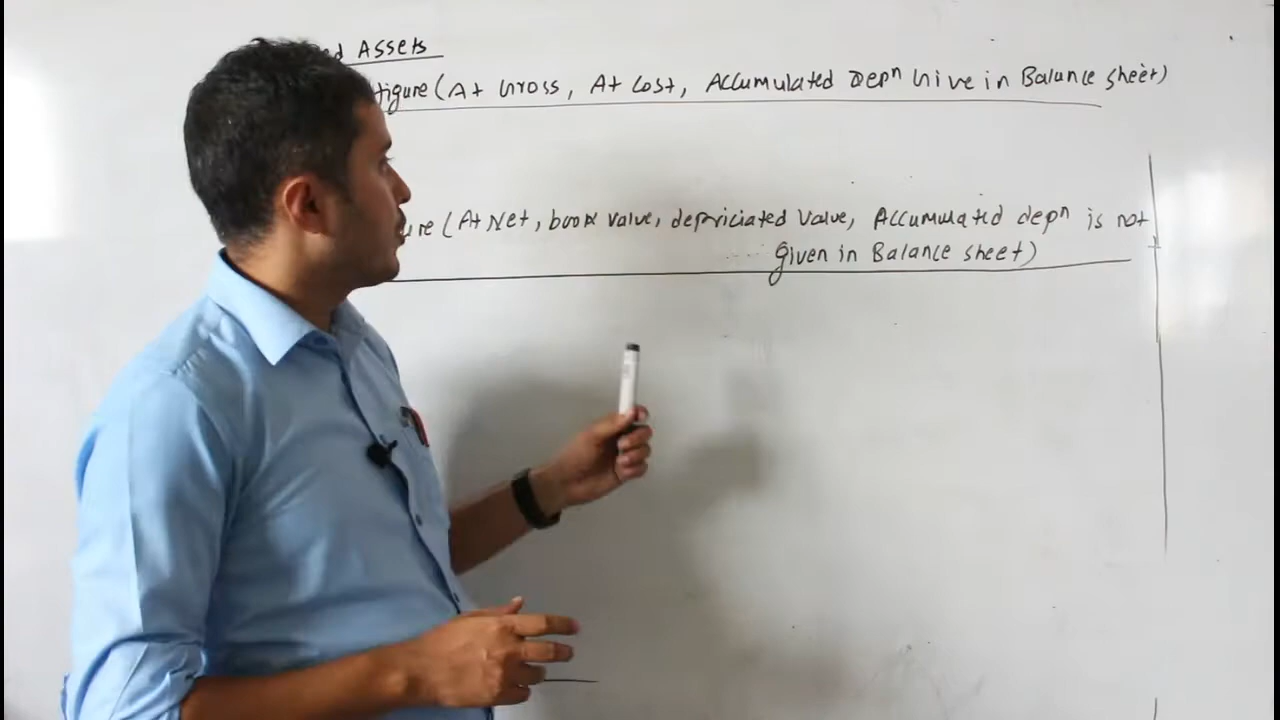 Assets
figure (At Gross, At Cost, Accumulated Depn Give in Balance sheet)
ure (At Net, book value, depriciated value, Accumulated depn is not
given in Balance sheet)